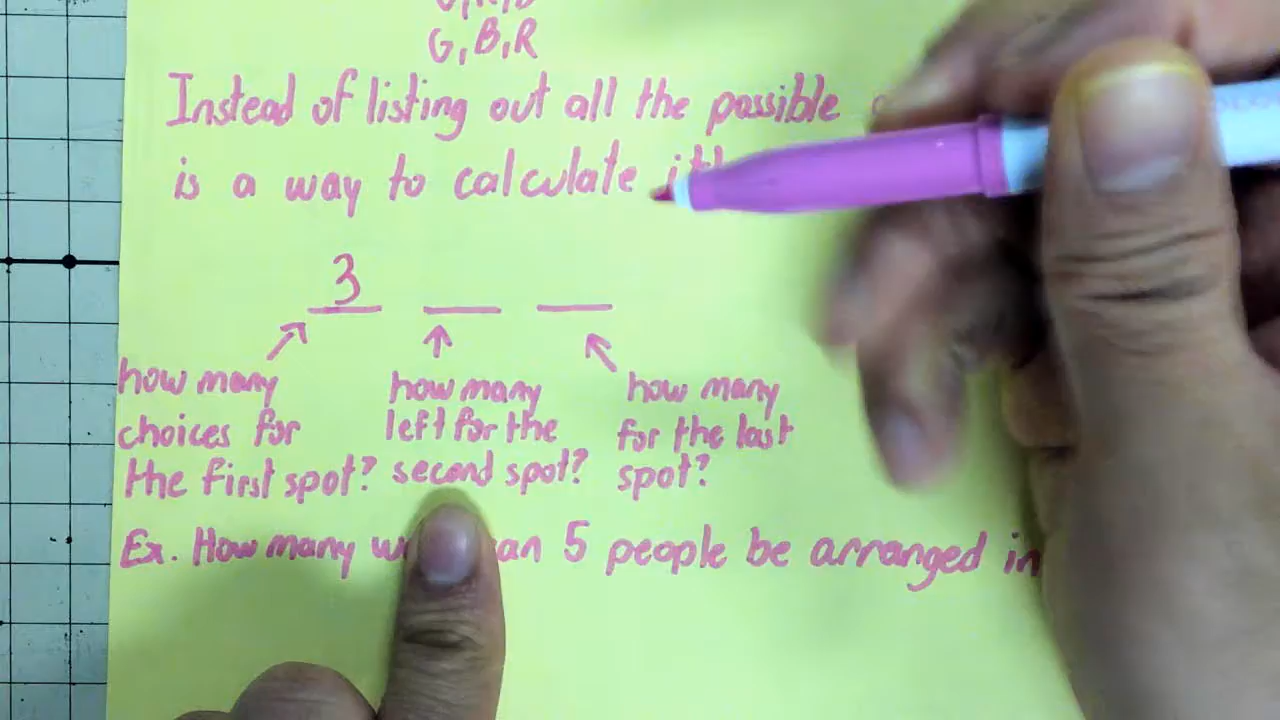 G, B, R
Instead of listing out all the possible
is a way to calculate
3
how many
choices for
the first spot?
how many
left for the
second spot?
how many
for the last
spot?
Ex. How many 5 people be arranged in